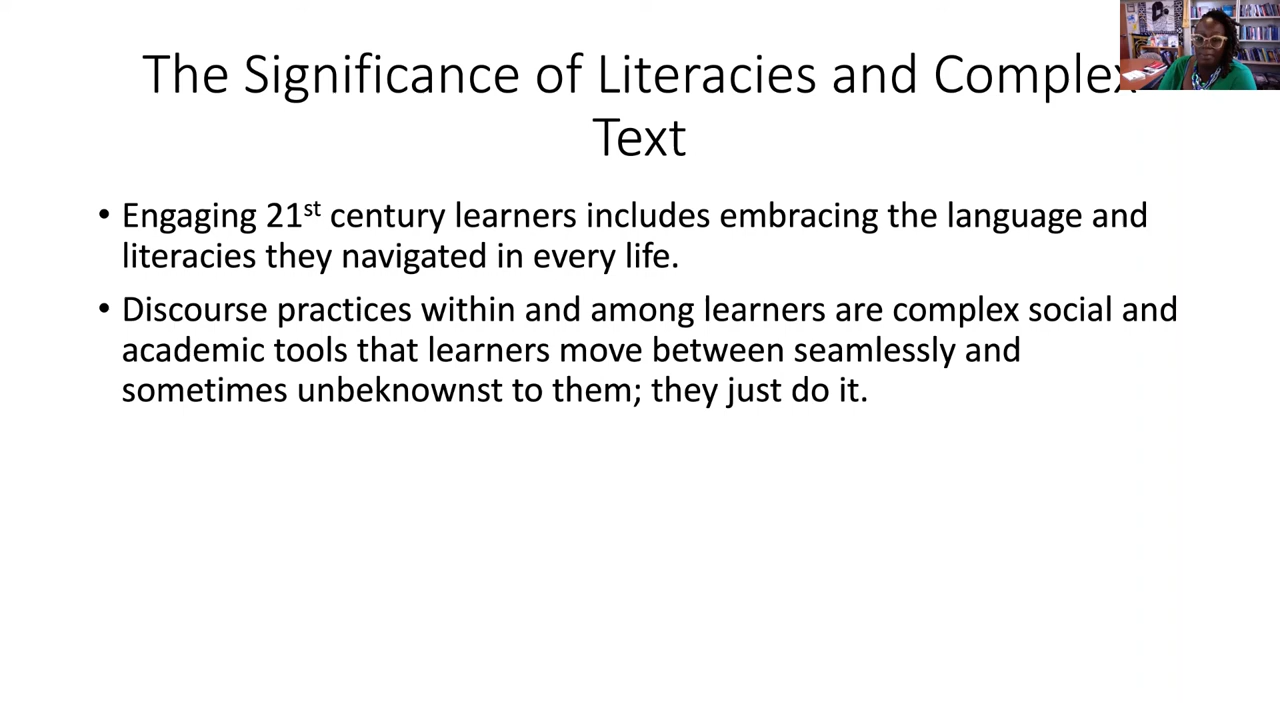 The Significance of Literacies and Complex
Text
• Engaging 21st century learners includes embracing the language and
literacies they navigated in every life.
• Discourse practices within and among learners are complex social and
academic tools that learners move between seamlessly and
sometimes unbeknownst to them; they just do it.